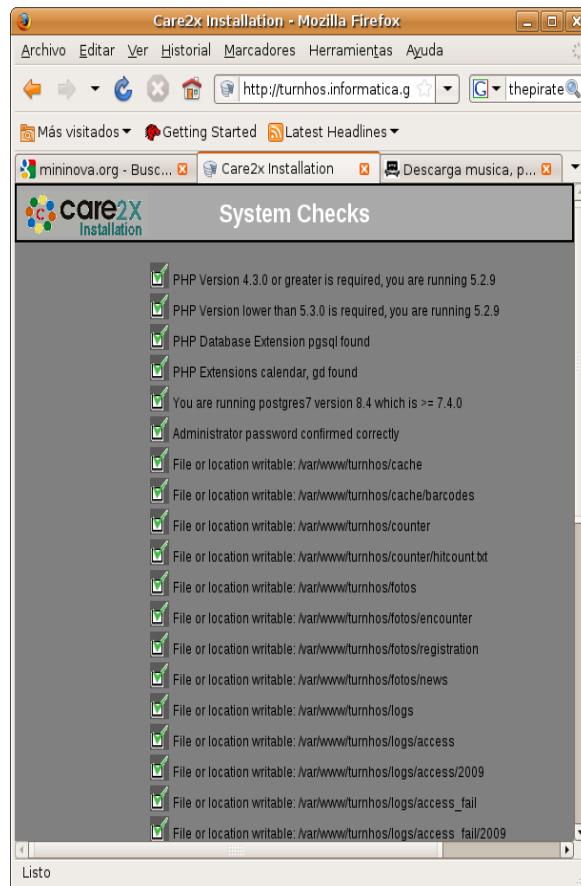 Care2x Installation - Mozilla Firefox
Archivo Editar Ver Historial Marcadores Herramientas Ayuda
http://turnhos.informatica.g G thepirate
Más visitados Getting Started Latest Headlines
mininova.org - Busc... Care2x Installation Descarga musica, p...
care2x
Installation
System Checks
PHP Version 4.3.0 or greater is required, you are running 5.2.9
PHP Version lower than 5.3.0 is required, you are running 5.2.9
PHP Database Extension pgsql found
PHP Extensions calendar, gd found
You are running postgres7 version 8.4 which is >= 7.4.0
Administrator password confirmed correctly
File or location writable: /var/www/turnhos/cache
File or location writable: /var/www/turnhos/cache/barcodes
File or location writable: /var/www/turnhos/counter
File or location writable: /var/www/turnhos/counter/hitcount.txt
File or location writable: /var/www/turnhos/fotos
File or location writable: /var/www/turnhos/fotos/encounter
File or location writable: /var/www/turnhos/fotos/registration
File or location writable: /var/www/turnhos/fotos/news
File or location writable: /var/www/turnhos/logs
File or location writable: /var/www/turnhos/logs/access
File or location writable: /var/www/turnhos/logs/access/2009
File or location writable: /var/www/turnhos/logs/access_fail
File or location writable: /var/www/turnhos/logs/access_fail/2009
Listo